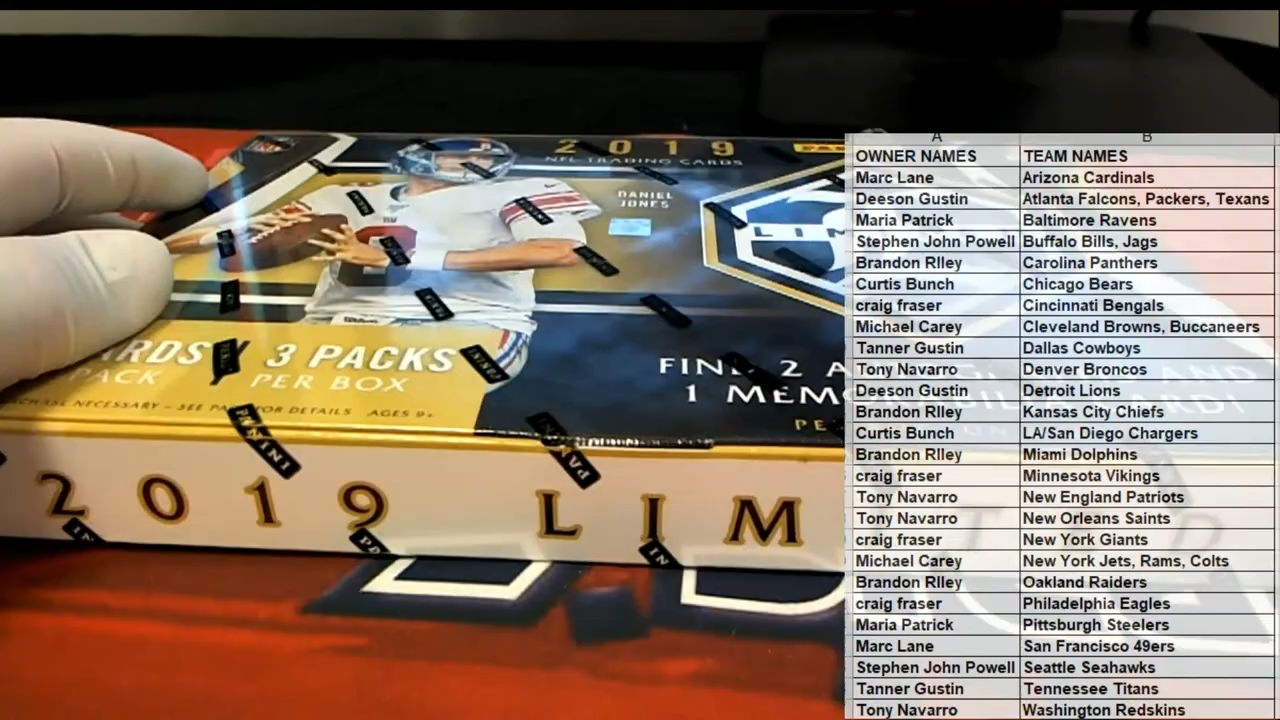 2019
NFL TRADING CARDS
DANIEL
JONES
3 PACKS
PER BOX
PACK
SEE
FOR DETAILS AGES 9+
FIND 2 A
1 MEM
PE
2019 LIM
PANINI
A B
OWNER NAMES TEAM NAMES
Marc Lane Arizona Cardinals
Deeson Gustin Atlanta Falcons, Packers, Texans
Maria Patrick Baltimore Ravens
Stephen John Powell Buffalo Bills, Jags
Brandon RIley Carolina Panthers
Curtis Bunch Chicago Bears
craig fraser Cincinnati Bengals
Michael Carey Cleveland Browns, Buccaneers
Tanner Gustin Dallas Cowboys
Tony Navarro Denver Broncos
Deeson Gustin Detroit Lions
Brandon RIley Kansas City Chiefs
Curtis Bunch LA/San Diego Chargers
Brandon RIley Miami Dolphins
craig fraser Minnesota Vikings
Tony Navarro New England Patriots
Tony Navarro New Orleans Saints
craig fraser New York Giants
Michael Carey New York Jets, Rams, Colts
Brandon RIley Oakland Raiders
craig fraser Philadelphia Eagles
Maria Patrick Pittsburgh Steelers
Marc Lane San Francisco 49ers
Stephen John Powell Seattle Seahawks
Tanner Gustin Tennessee Titans
Tony Navarro Washington Redskins